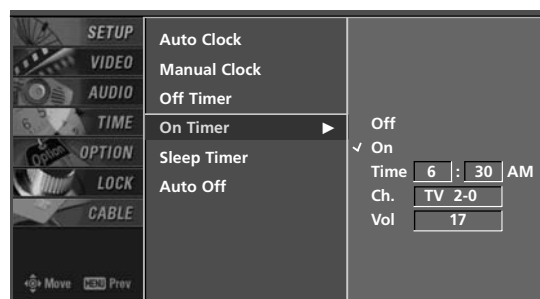 SETUP
VIDEO
AUDIO
TIME
OPTION
LOCK
CABLE
Move MENU Prev
Auto Clock
Manual Clock
Off Timer
On Timer ►
Sleep Timer
Auto Off
Off
✓ On
Time 6 : 30 AM
Ch. TV 2-0
Vol 17
Option